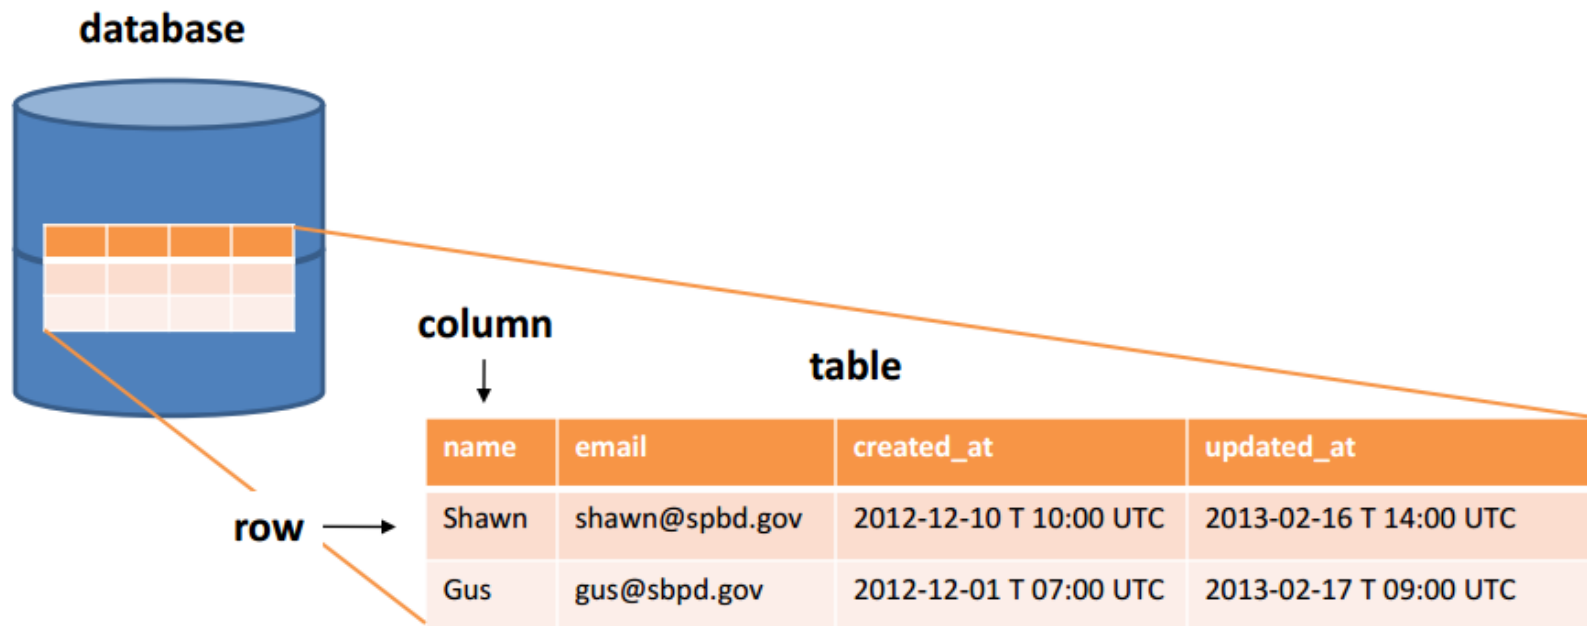 database
column
table
name email created_at updated_at
row
Shawn shawn@spbd.gov 2012-12-10 T 10:00 UTC 2013-02-16 T 14:00 UTC
Gus gus@sbpd.gov 2012-12-01 T 07:00 UTC 2013-02-17 T 09:00 UTC